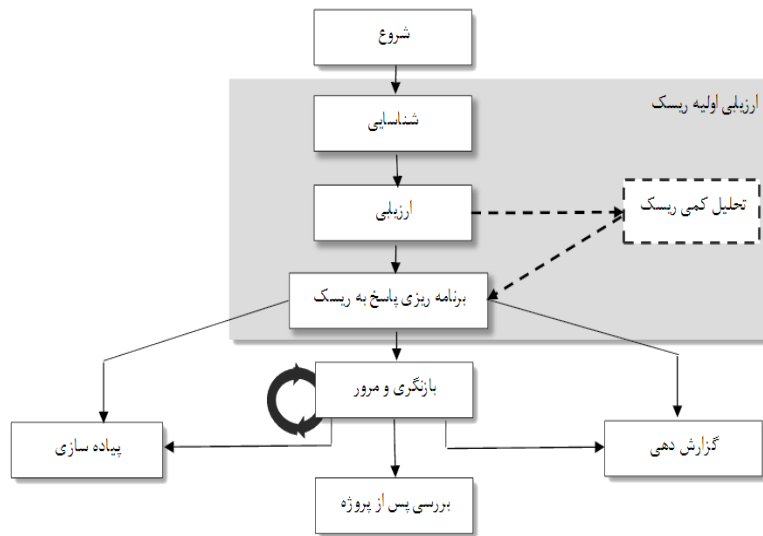 شروع
ارزیابی اولیه ریسک
شناسایی
ارزیابی
تحلیل کمی ریسک
برنامه ریزی پاسخ به ریسک
بازنگری و مرور
گزارش دهی
پیاده سازی
بررسی پس از پروژه